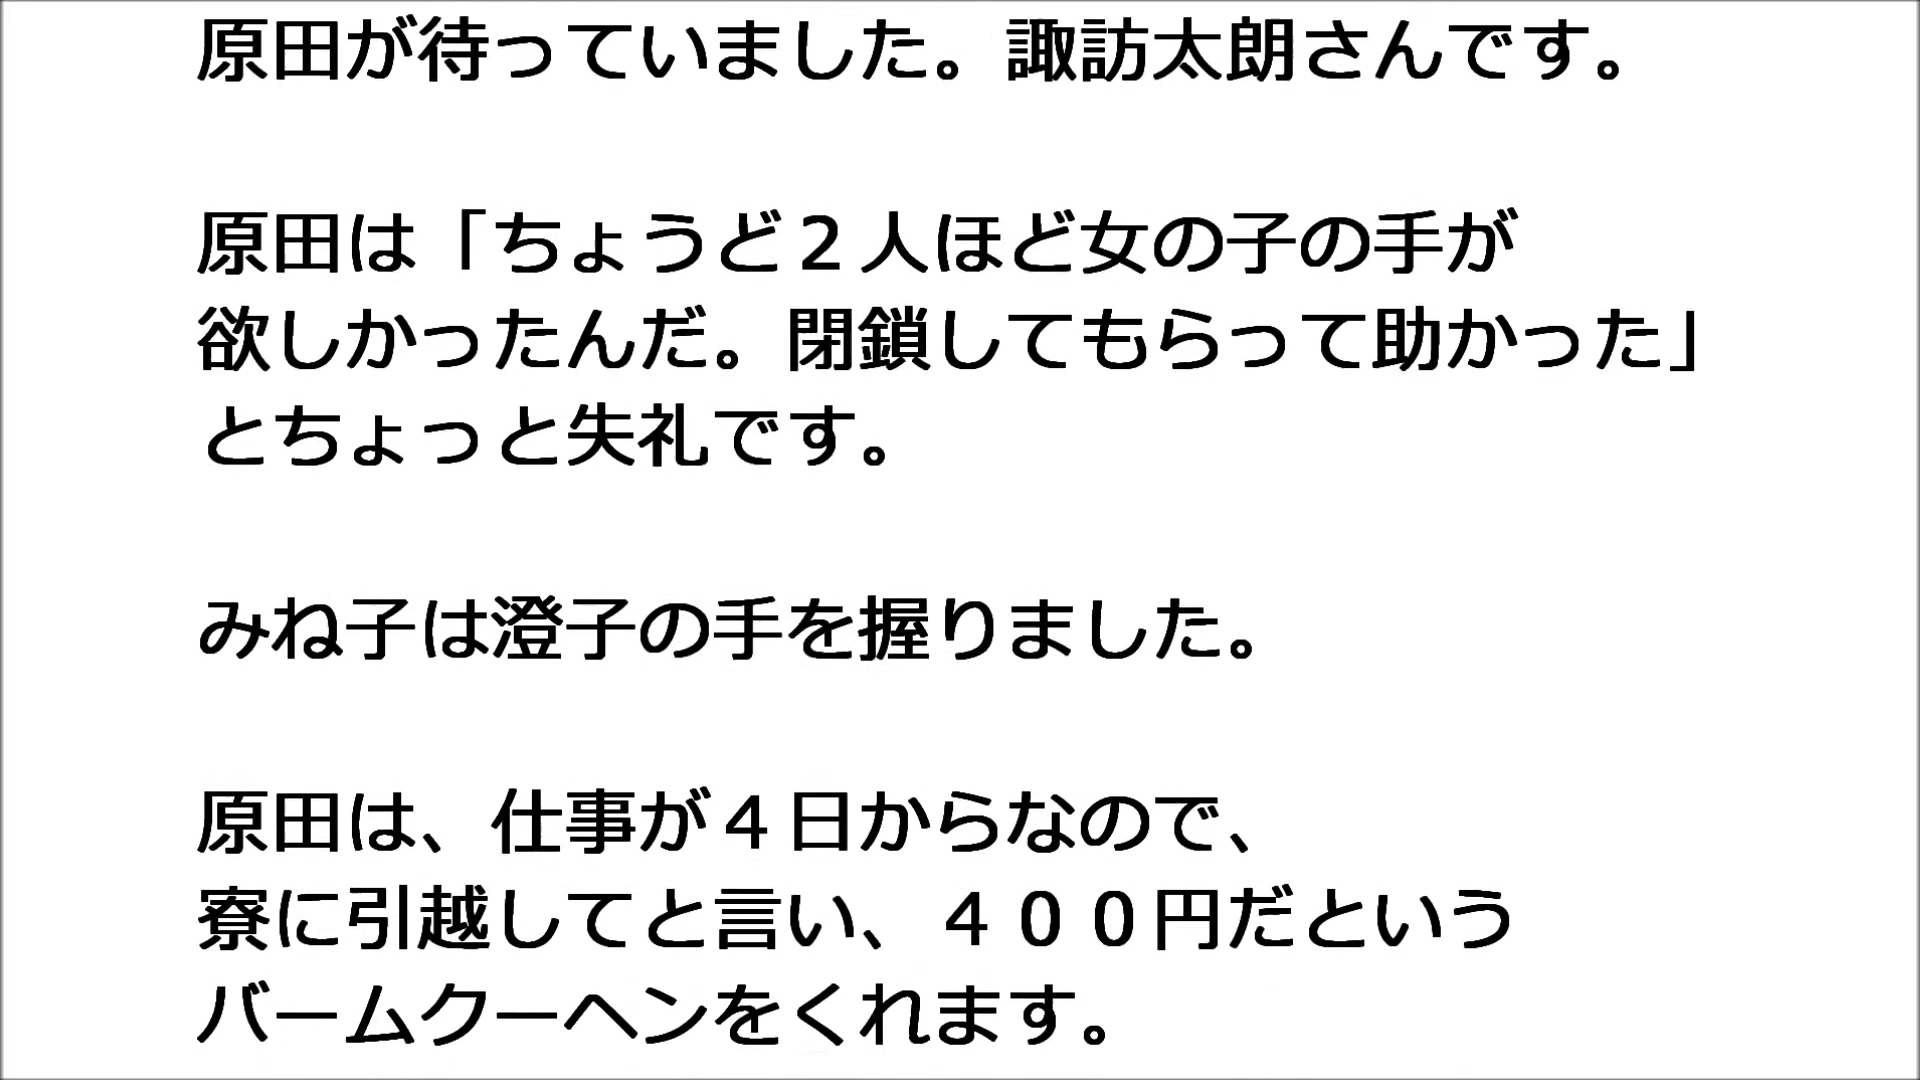 原田が待っていました。諏訪太朗さんです。
原田は「ちょうど２人ほど女の子の手が
欲しかったんだ。閉鎖してもらって助かった」
とちょっと失礼です。
みね子は澄子の手を握りました。
原田は、仕事が４日からなので、
寮に引越してと言い、４００円だという
バームクーヘンをくれます。